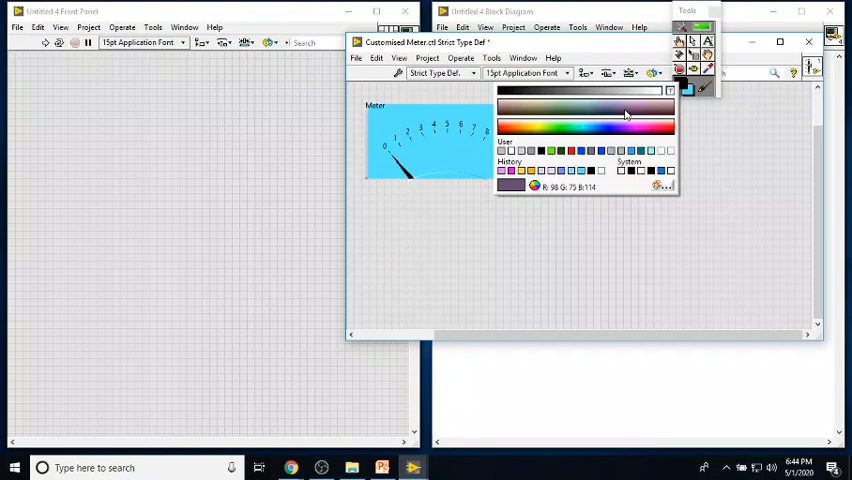 Untitled 4 Front Panel
File Edit View Project Operate Tools Window
15pt Application Font
Search
Untitled 4 Block Diagram
File Edit View Project Operate Tools Window
Tools
Customised Meter.ctl Strict Type Def *
File Edit View Project Operate Tools Window Help
Strict Type Def.
15pt Application Font
Meter
0 1 2 3 4 5 6 7 8
T
User
History
System
R: 98 G: 75 B:114
Type here to search
6:44 PM
5/1/2020
4